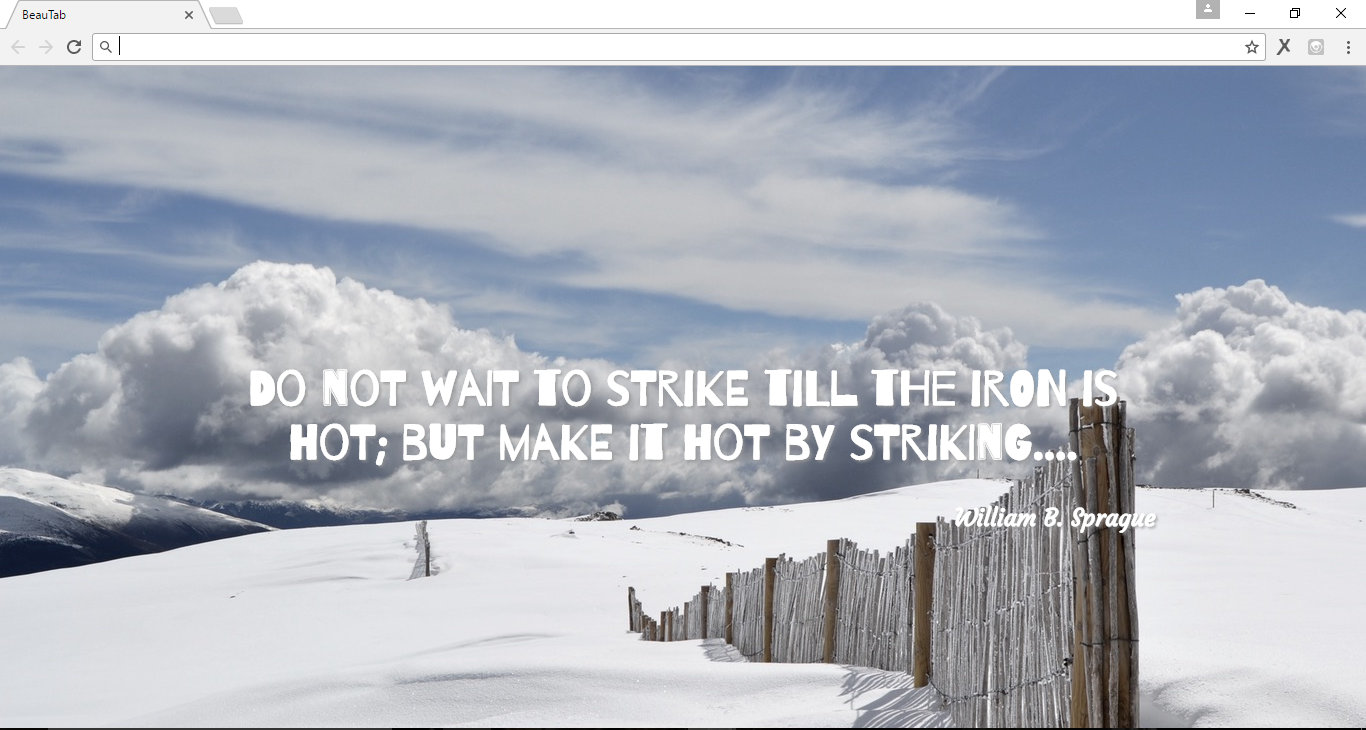 BeauTab
DO NOT WAIT TO STRIKE TILL THE IRON IS
HOT; BUT MAKE IT HOT BY STRIKING....
William B. Sprague